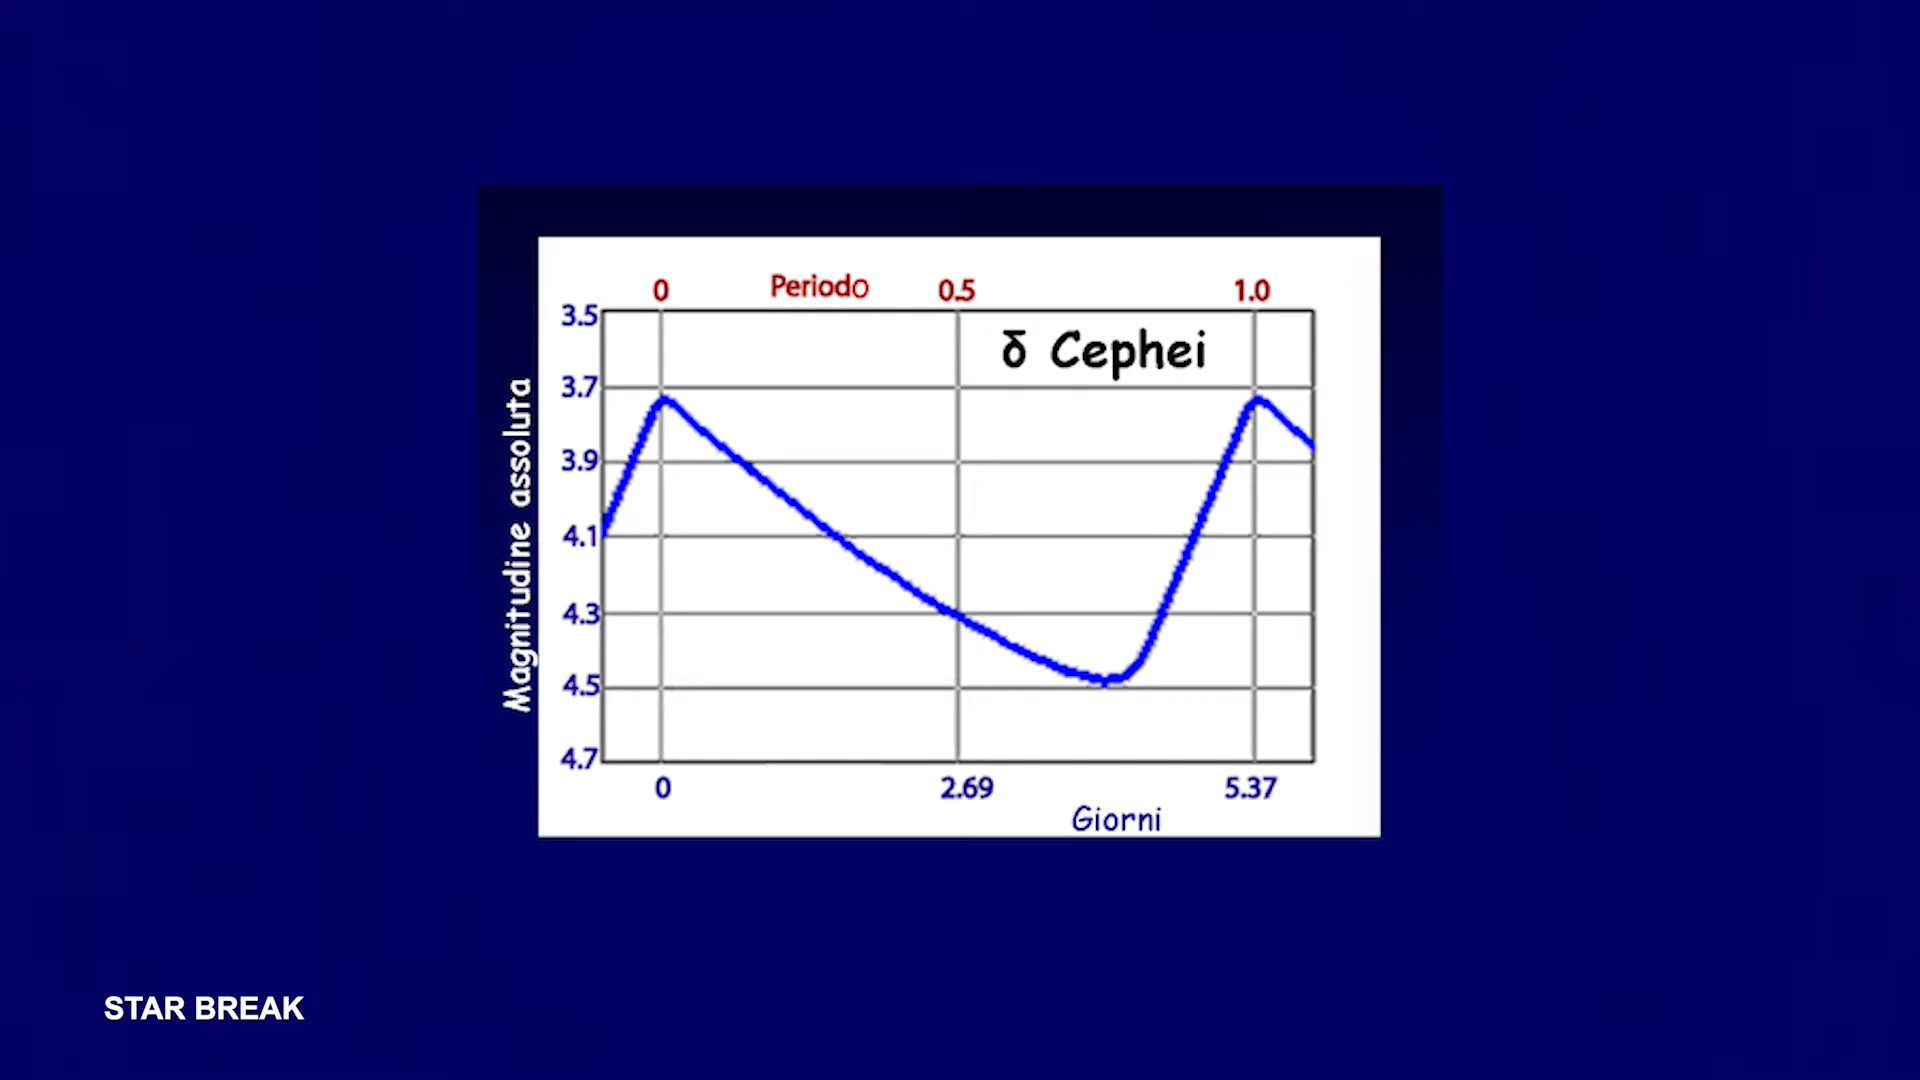 0 Periodo 0.5 1.0
3.5
δ Cephei
3.7
3.9
4.1
4.3
4.5
4.7
Magnitudine assoluta
0 2.69 5.37
Giorni
STAR BREAK